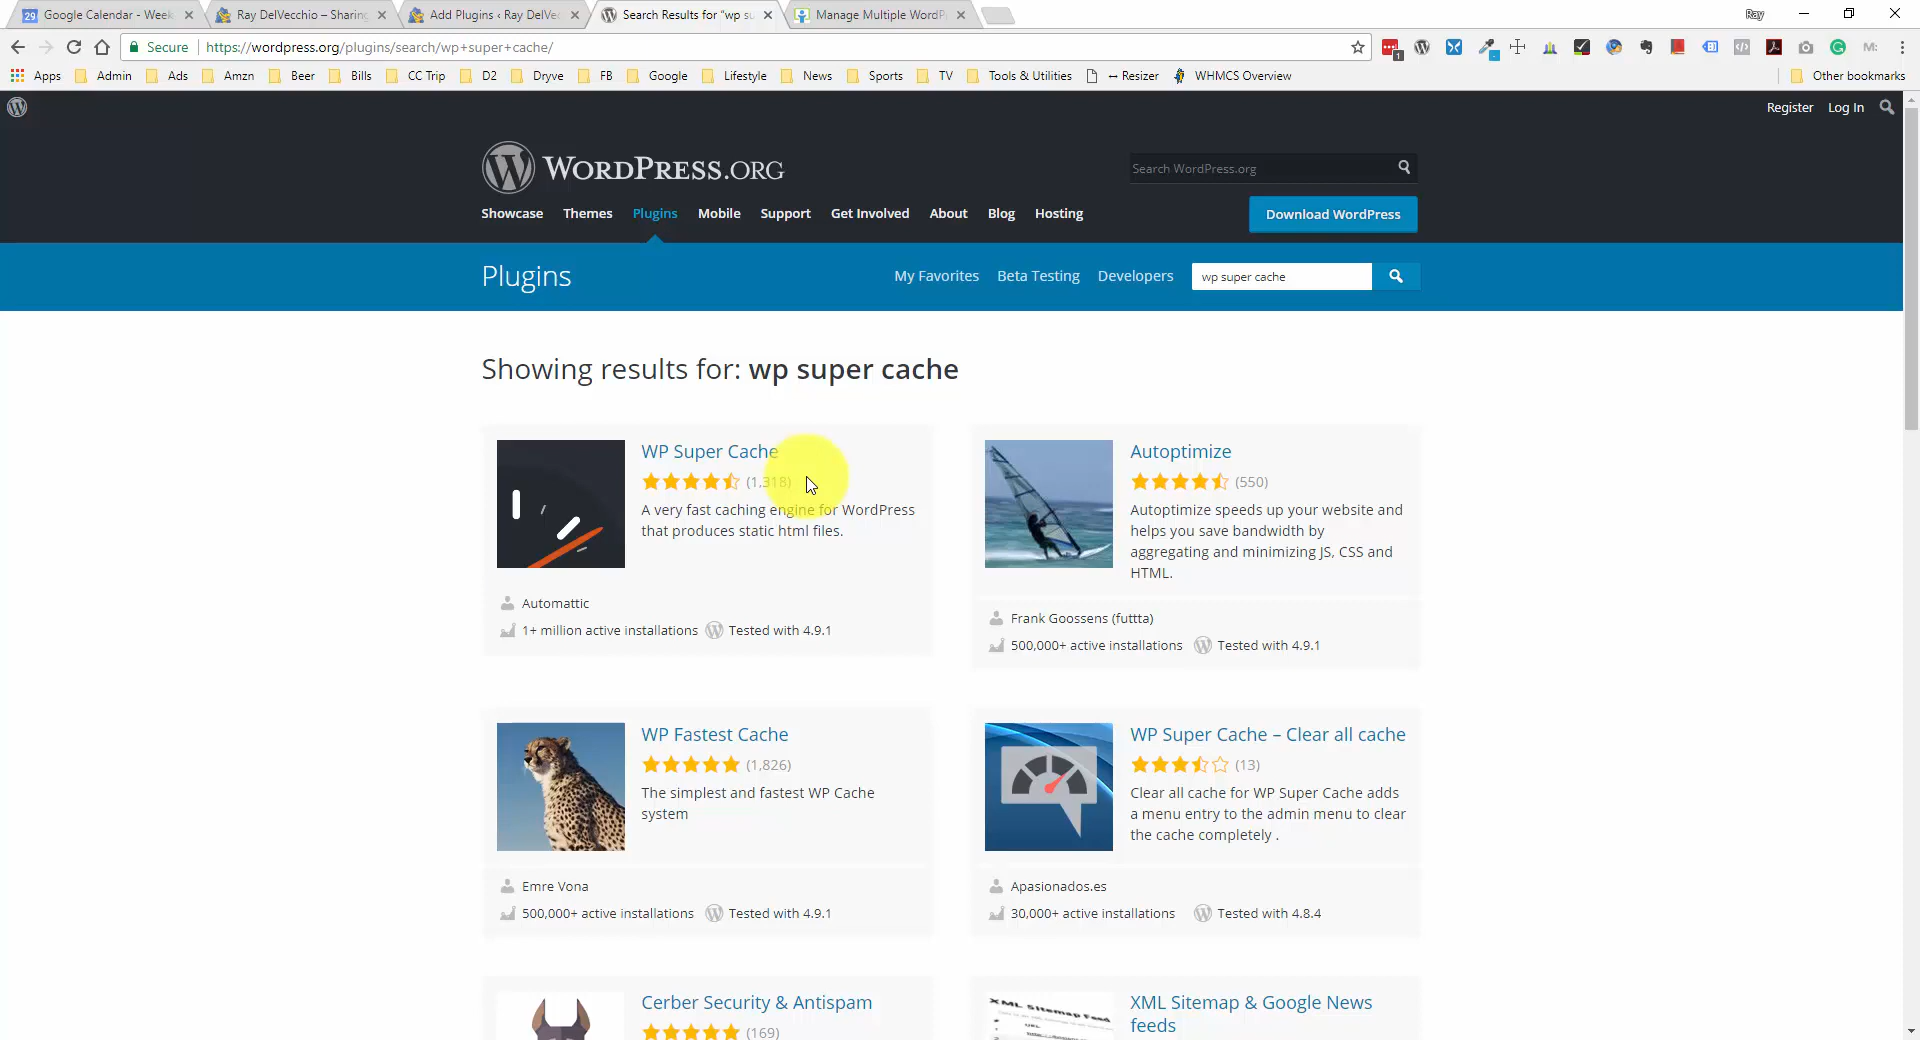 Google Calendar - Week
Ray DelVecchio – Sharing
Add Plugins ‹ Ray DelVec
Search Results for "wp su
Manage Multiple WordP
Ray
Secure
https://wordpress.org/plugins/search/wp+super+cache/
1
M:
Apps
Admin
Ads
Amzn
Beer
Bills
CC Trip
D2
Dryve
FB
Google
Lifestyle
News
Sports
TV
Tools & Utilities
↔ Resizer
WHMCS Overview
Other bookmarks
Register
Log In
WORDPRESS.ORG
Search WordPress.org
Showcase
Themes
Plugins
Mobile
Support
Get Involved
About
Blog
Hosting
Download WordPress
Plugins
My Favorites
Beta Testing
Developers
wp super cache
Showing results for: wp super cache
WP Super Cache
(1,318)
A very fast caching engine for WordPress
that produces static html files.
Automattic
1+ million active installations
Tested with 4.9.1
Autoptimize
(550)
Autoptimize speeds up your website and
helps you save bandwidth by
aggregating and minimizing JS, CSS and
HTML.
Frank Goossens (futtta)
500,000+ active installations
Tested with 4.9.1
WP Fastest Cache
(1,826)
The simplest and fastest WP Cache
system
Emre Vona
500,000+ active installations
Tested with 4.9.1
WP Super Cache – Clear all cache
(13)
Clear all cache for WP Super Cache adds
a menu entry to the admin menu to clear
the cache completely .
Apasionados.es
30,000+ active installations
Tested with 4.8.4
Cerber Security & Antispam
(169)
XML Sitemap Feed
URL
XML Sitemap & Google News
feeds